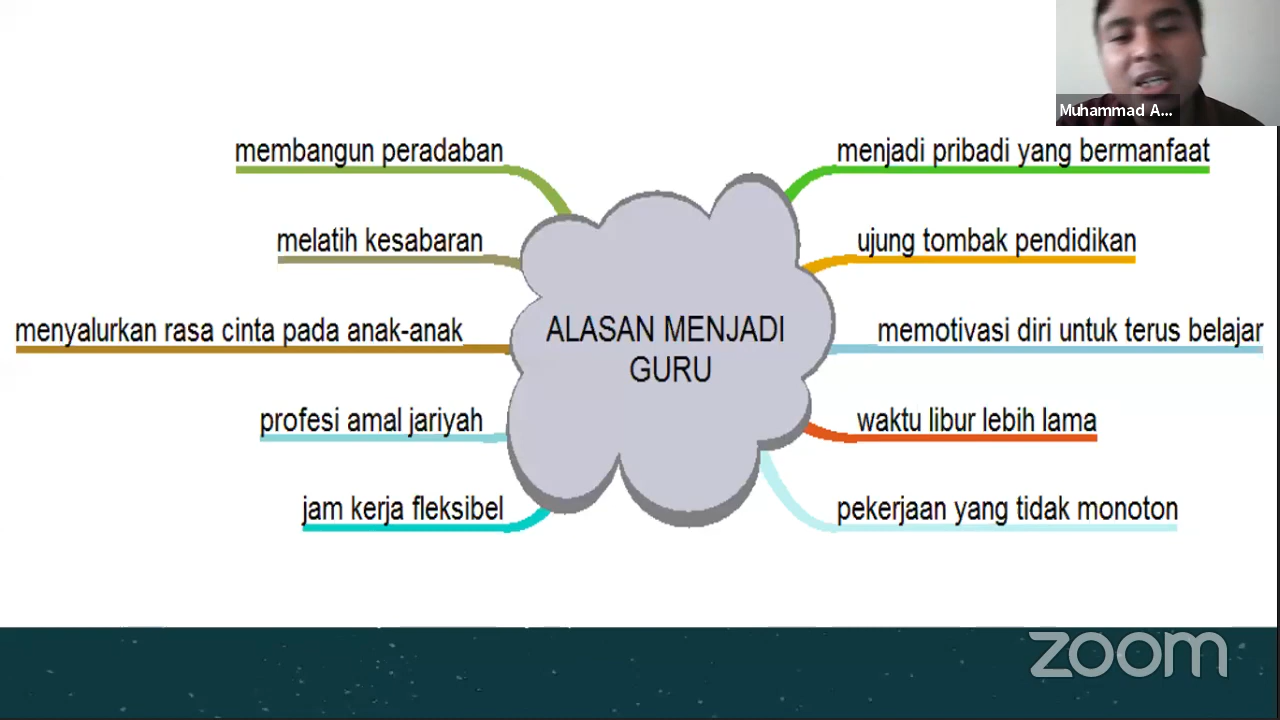 Muhammad A...
membangun peradaban
melatih kesabaran
menyalurkan rasa cinta pada anak-anak
profesi amal jariyah
jam kerja fleksibel
ALASAN MENJADI
GURU
menjadi pribadi yang bermanfaat
ujung tombak pendidikan
memotivasi diri untuk terus belajar
waktu libur lebih lama
pekerjaan yang tidak monoton
zoom